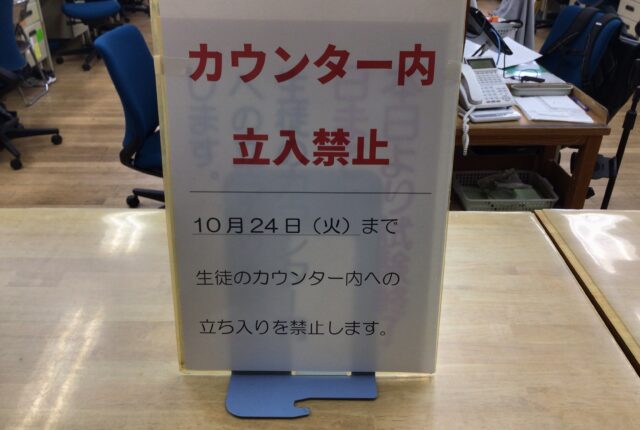 カウンター内
立入禁止
10月24日（火）まで
生徒のカウンター内への
立ち入りを禁止します。